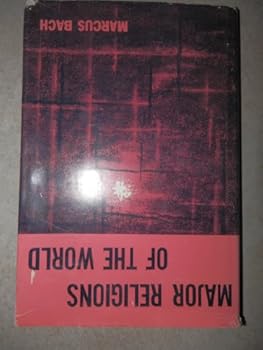 MAJOR RELIGIONS
OF THE WORLD
MARCUS BACH